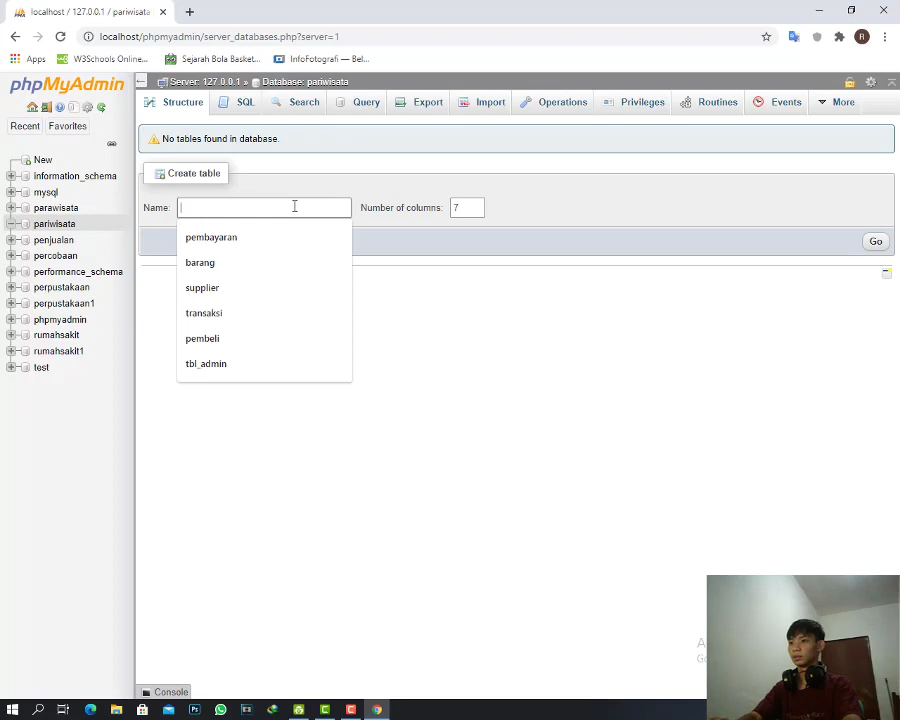 localhost / 127.0.0.1 / pariwisata
localhost/phpmyadmin/server_databases.php?server=1
Apps
W3Schools Online...
Sejarah Bola Basket...
InfoFotografi — Bel...
R
phpMyAdmin
Recent
Favorites
New
information_schema
mysql
parawisata
pariwisata
penjualan
percobaan
performance_schema
perpustakaan
perpustakaan1
phpmyadmin
rumahsakit
rumahsakit1
test
Server: 127.0.0.1 »
Database: pariwisata
Structure
SQL
Search
Query
Export
Import
Operations
Privileges
Routines
Events
More
No tables found in database.
Create table
Name:
Number of columns:
7
Go
pembayaran
barang
supplier
transaksi
pembeli
tbl_admin
Console